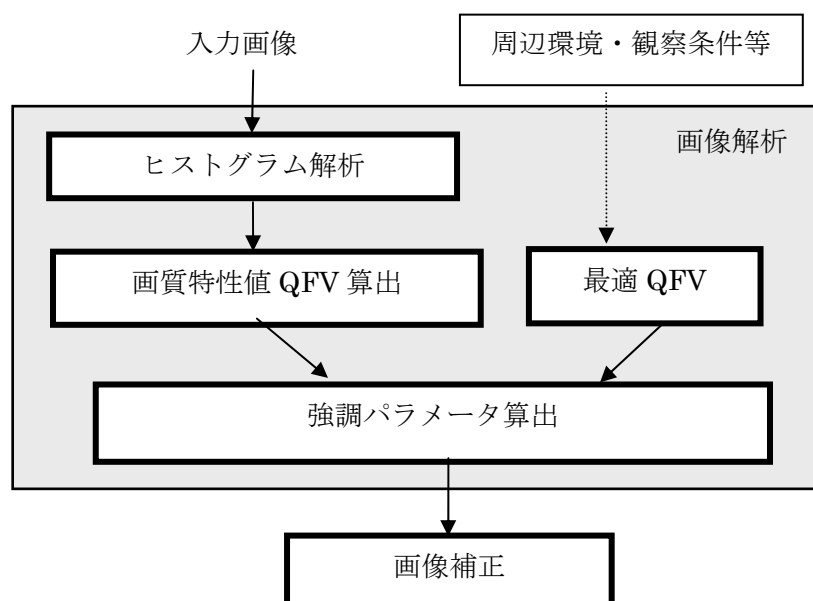 入力画像
周辺環境・観察条件等
画像解析
ヒストグラム解析
画質特性値 QFV 算出
最適 QFV
強調パラメータ算出
画像補正